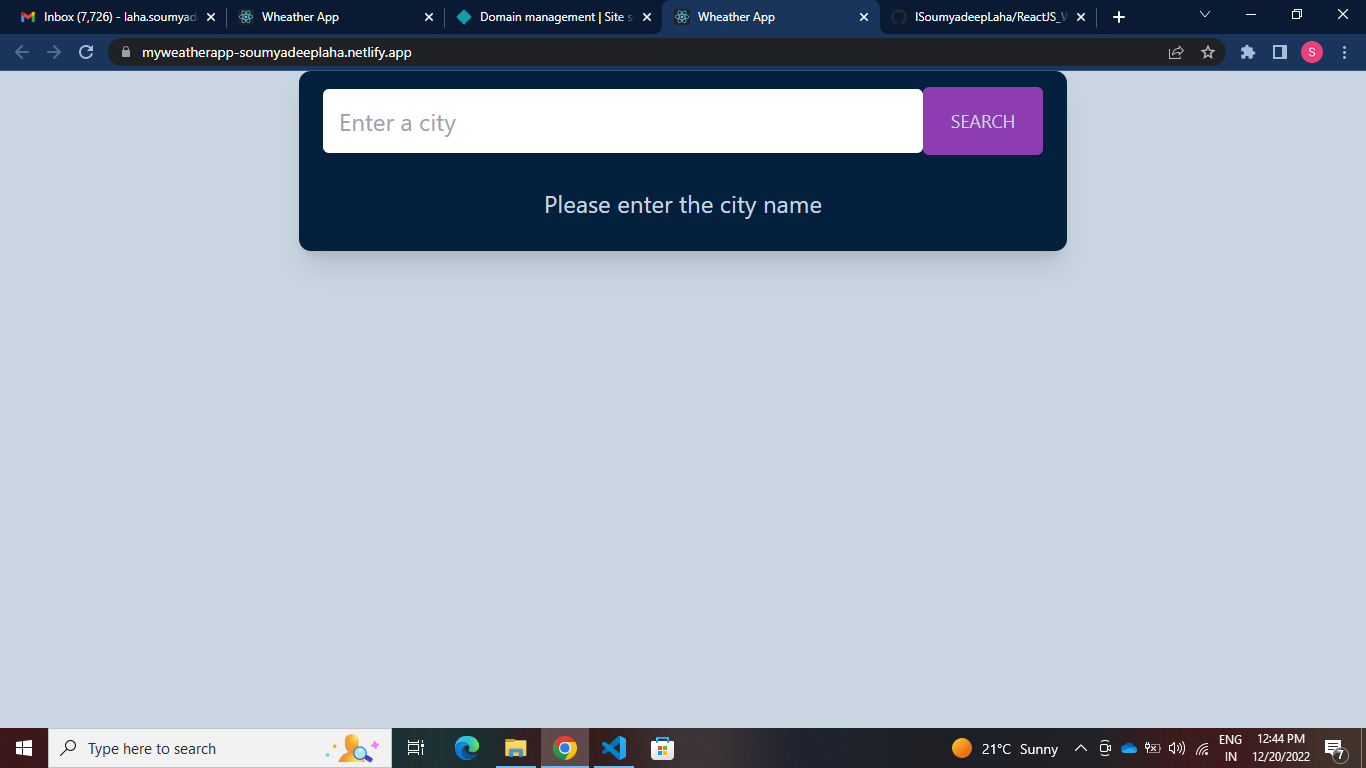 Inbox (7,726) - laha.soumyad
Wheather App
Domain management | Site s
Wheather App
ISoumyadeepLaha/ReactJS_W
myweatherapp-soumyadeeplaha.netlify.app
S
Enter a city
SEARCH
Please enter the city name
Type here to search
21°C Sunny
ENG
IN
12:44 PM
12/20/2022
7